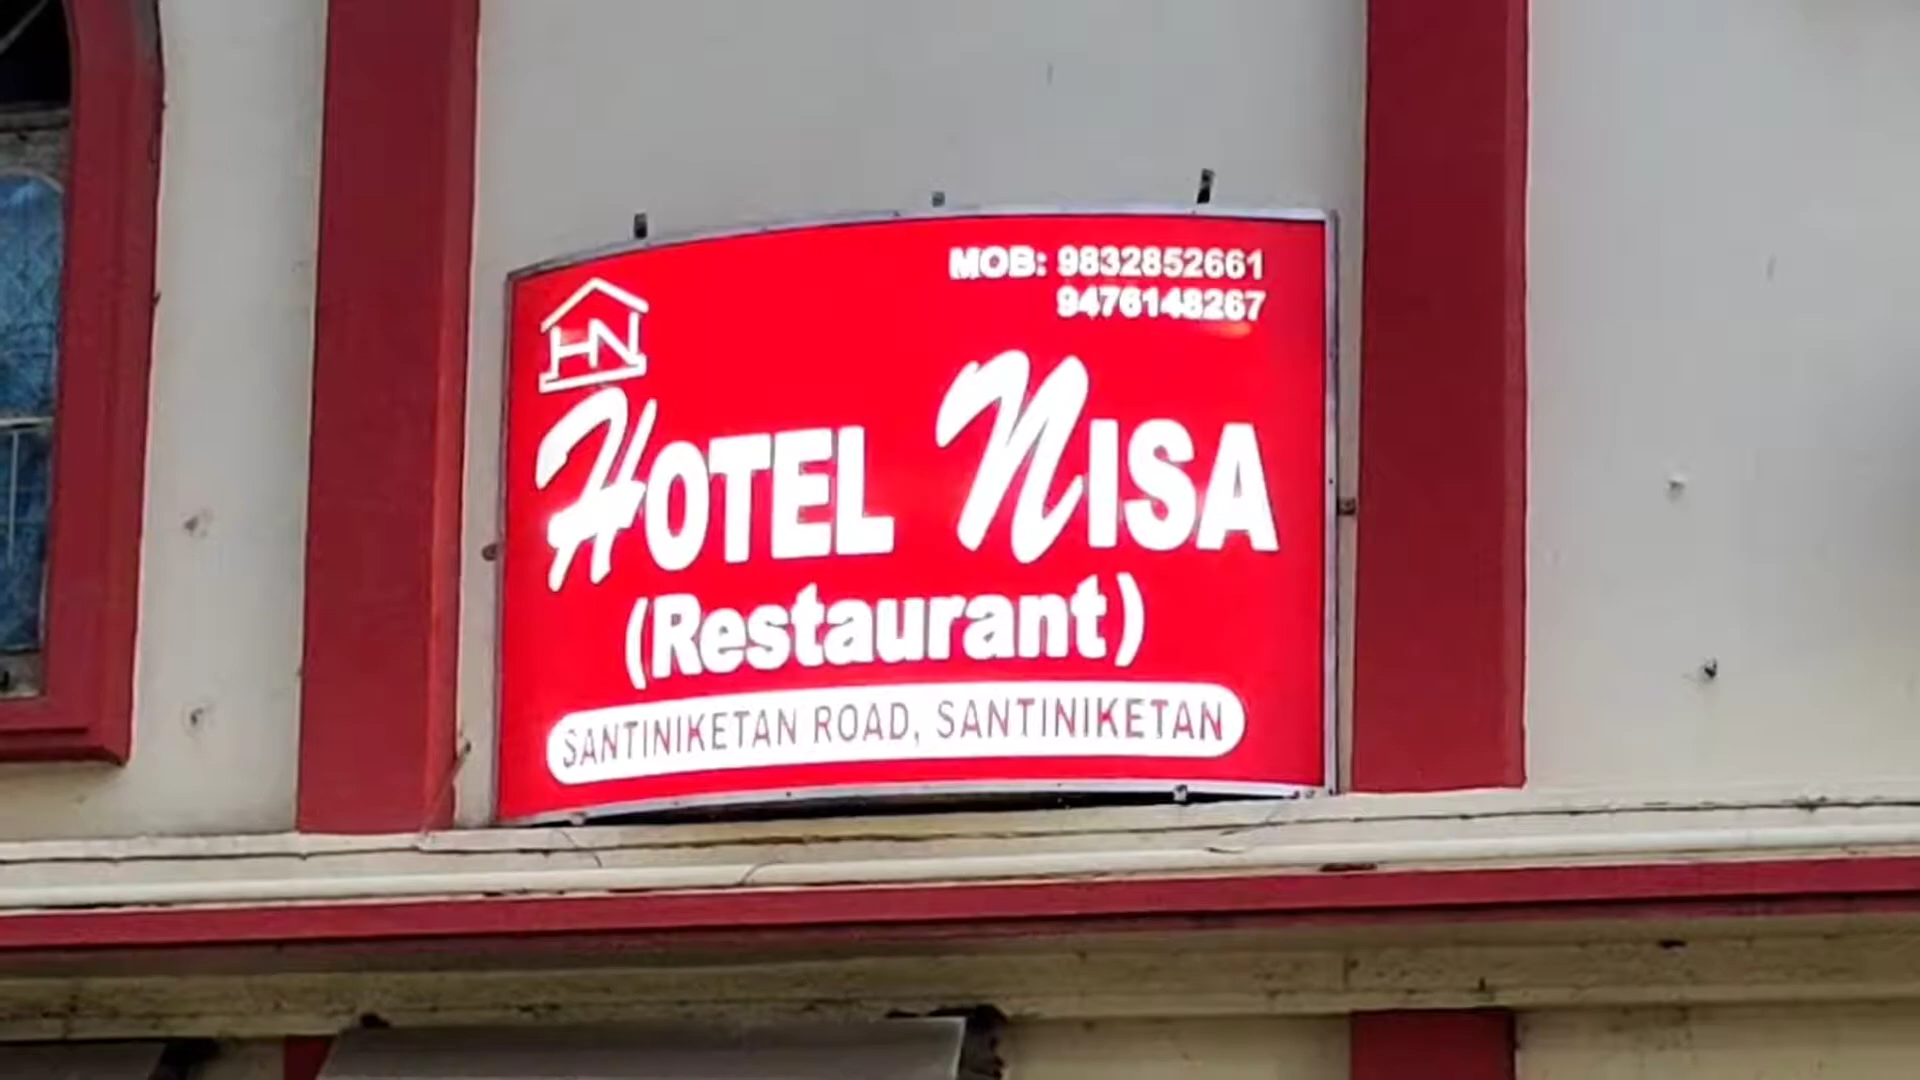 MOB: 9832852661
9476148267
HN
HOTEL NISA
(Restaurant)
SANTINIKETAN ROAD, SANTINIKETAN